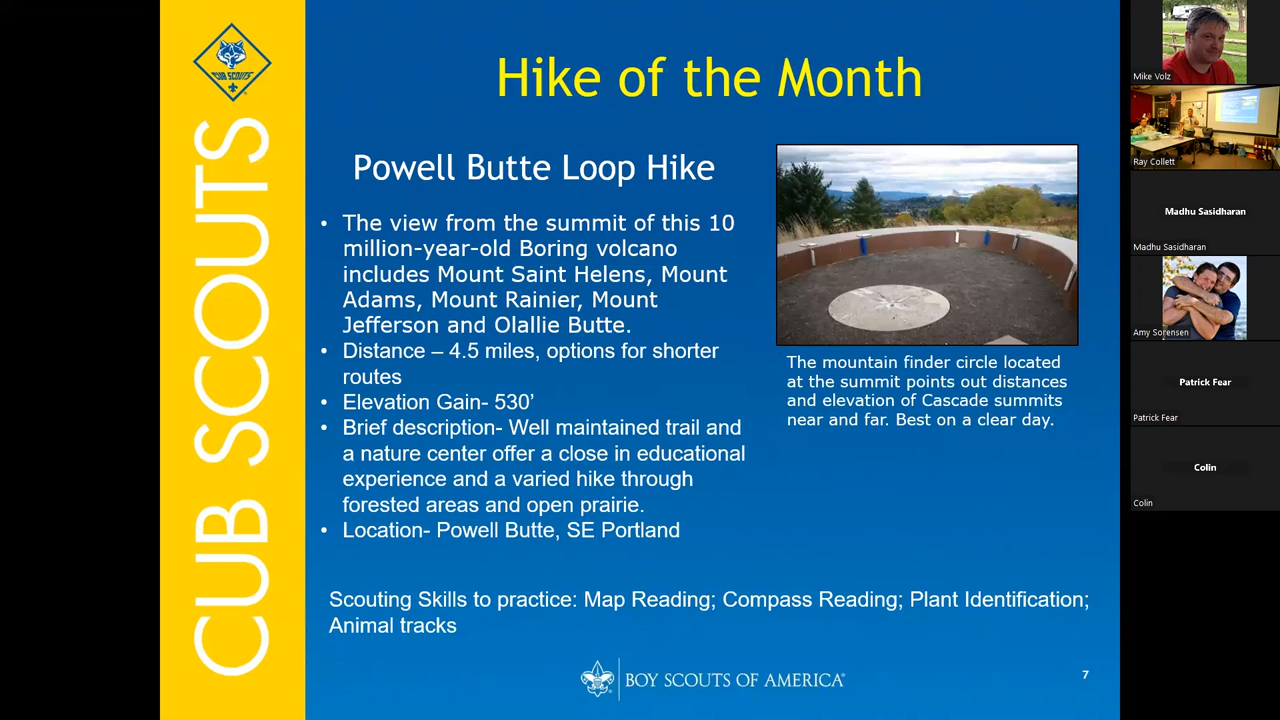 CUB SCOUTS
CUB SCOUTS
Hike of the Month
Powell Butte Loop Hike
• The view from the summit of this 10
million-year-old Boring volcano
includes Mount Saint Helens, Mount
Adams, Mount Rainier, Mount
Jefferson and Olallie Butte.
• Distance – 4.5 miles, options for shorter
routes
• Elevation Gain- 530’
• Brief description- Well maintained trail and
a nature center offer a close in educational
experience and a varied hike through
forested areas and open prairie.
• Location- Powell Butte, SE Portland
The mountain finder circle located
at the summit points out distances
and elevation of Cascade summits
near and far. Best on a clear day.
Scouting Skills to practice: Map Reading; Compass Reading; Plant Identification;
Animal tracks
BOY SCOUTS OF AMERICA®
7
Mike Volz
Ray Collett
Madhu Sasidharan
Madhu Sasidharan
Amy Sorensen
Patrick Fear
Patrick Fear
Colin
Colin